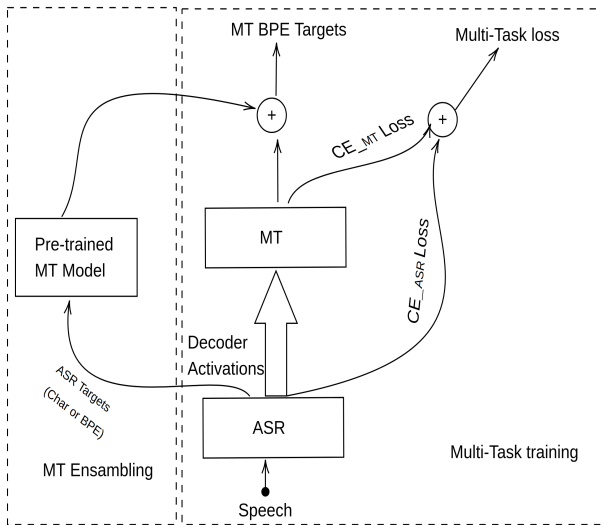 MT BPE Targets
Multi-Task loss
+
+
CE_MT Loss
Pre-trained
MT Model
MT
CE_ASR Loss
Decoder
Activations
ASR Targets
(Char or BPE)
ASR
MT Ensambling
Multi-Task training
Speech